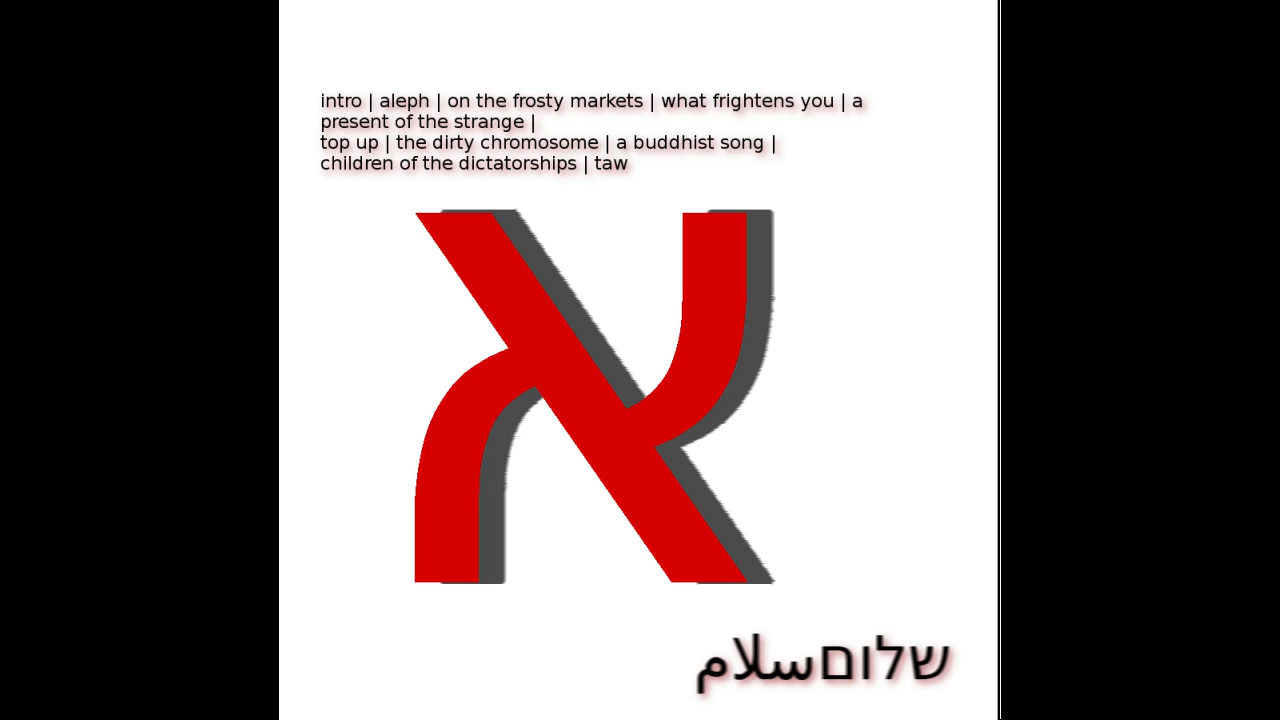 intro | aleph | on the frosty markets | what frightens you | a
present of the strange |
top up | the dirty chromosome | a buddhist song |
children of the dictatorships | taw
א
שלוםسلام